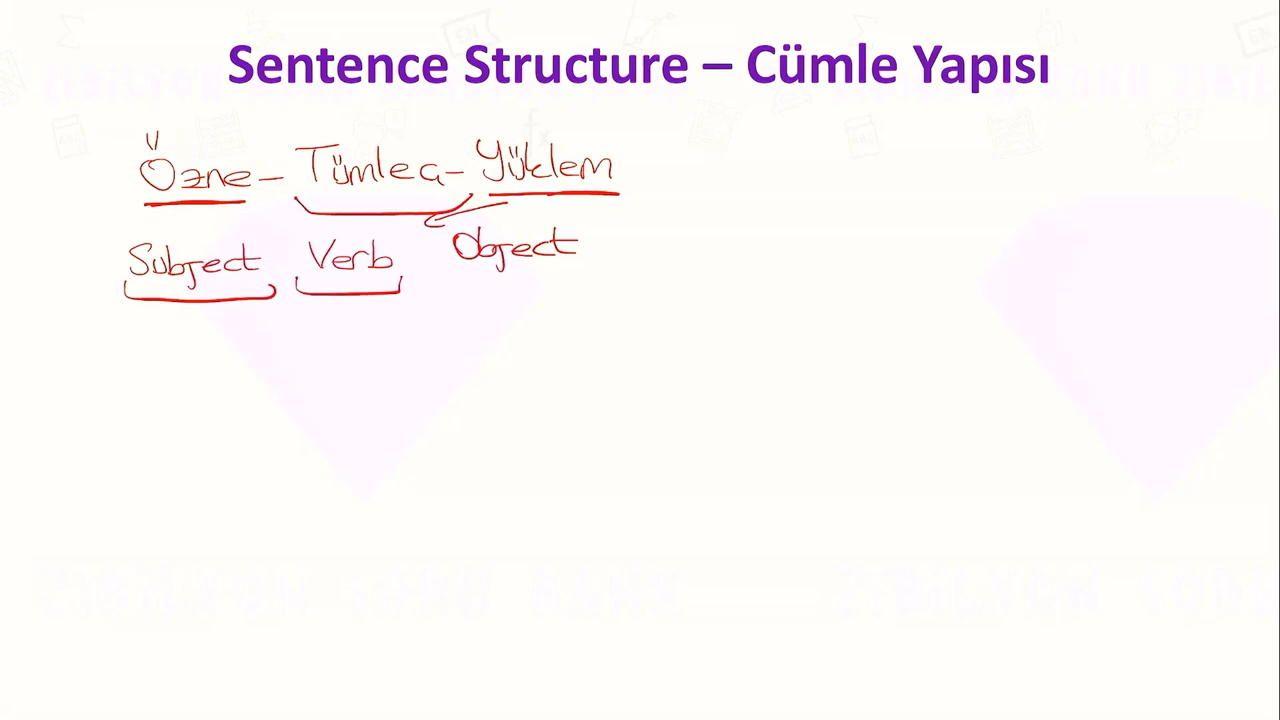 Sentence Structure – Cümle Yapısı
Özne – Tümleç – Yüklem
Subject Verb Object